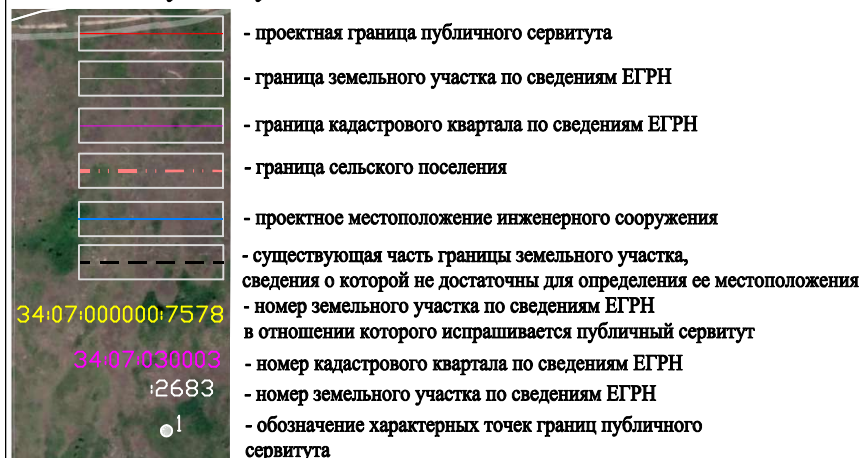 - проектная граница публичного сервитута
- граница земельного участка по сведениям ЕГРН
- граница кадастрового квартала по сведениям ЕГРН
- граница сельского поселения
- проектное местоположение инженерного сооружения
- существующая часть границы земельного участка,
сведения о которой не достаточны для определения ее местоположения
34:07:000000:7578 - номер земельного участка по сведениям ЕГРН
в отношении которого испрашивается публичный сервитут
34:07:030003 - номер кадастрового квартала по сведениям ЕГРН
:2683 - номер земельного участка по сведениям ЕГРН
1 - обозначение характерных точек границ публичного
сервитута